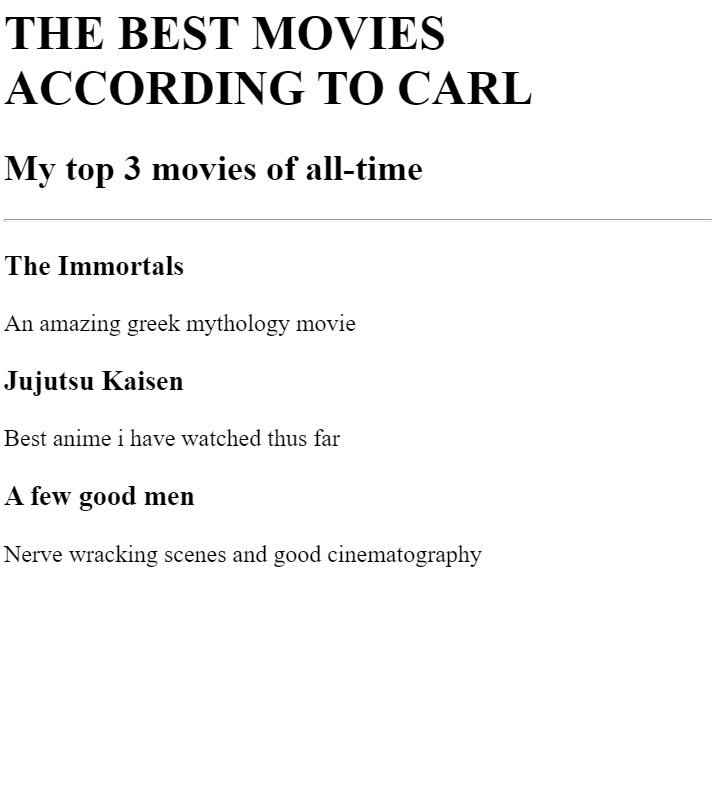 THE BEST MOVIES
ACCORDING TO CARL
My top 3 movies of all-time
The Immortals
An amazing greek mythology movie
Jujutsu Kaisen
Best anime i have watched thus far
A few good men
Nerve wracking scenes and good cinematography